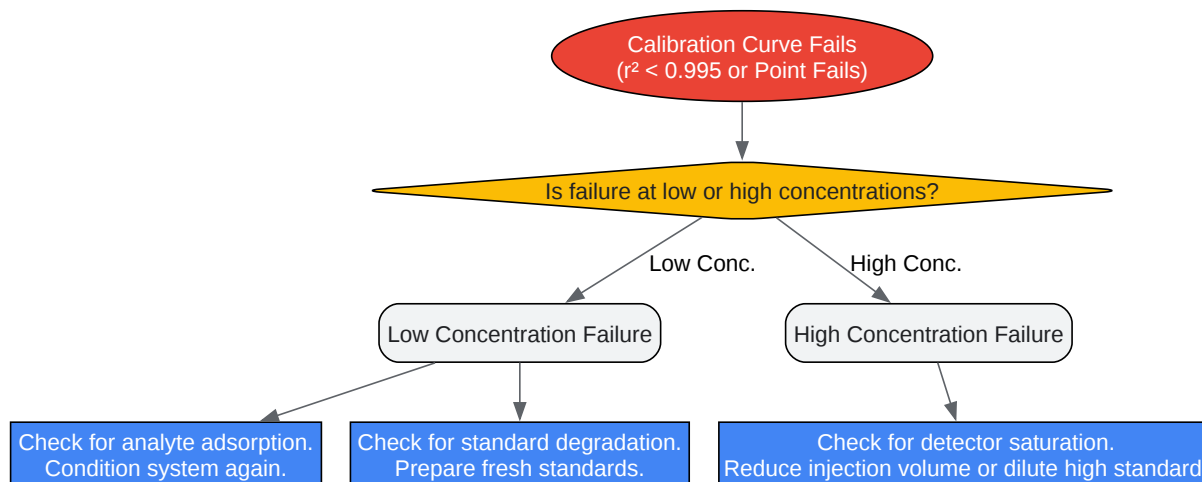 Calibration Curve Fails
(r² < 0.995 or Point Fails)
Is failure at low or high concentrations?
Low Conc.
High Conc.
Low Concentration Failure
High Concentration Failure
Check for analyte adsorption.
Condition system again.
Check for standard degradation.
Prepare fresh standards.
Check for detector saturation.
Reduce injection volume or dilute high standard